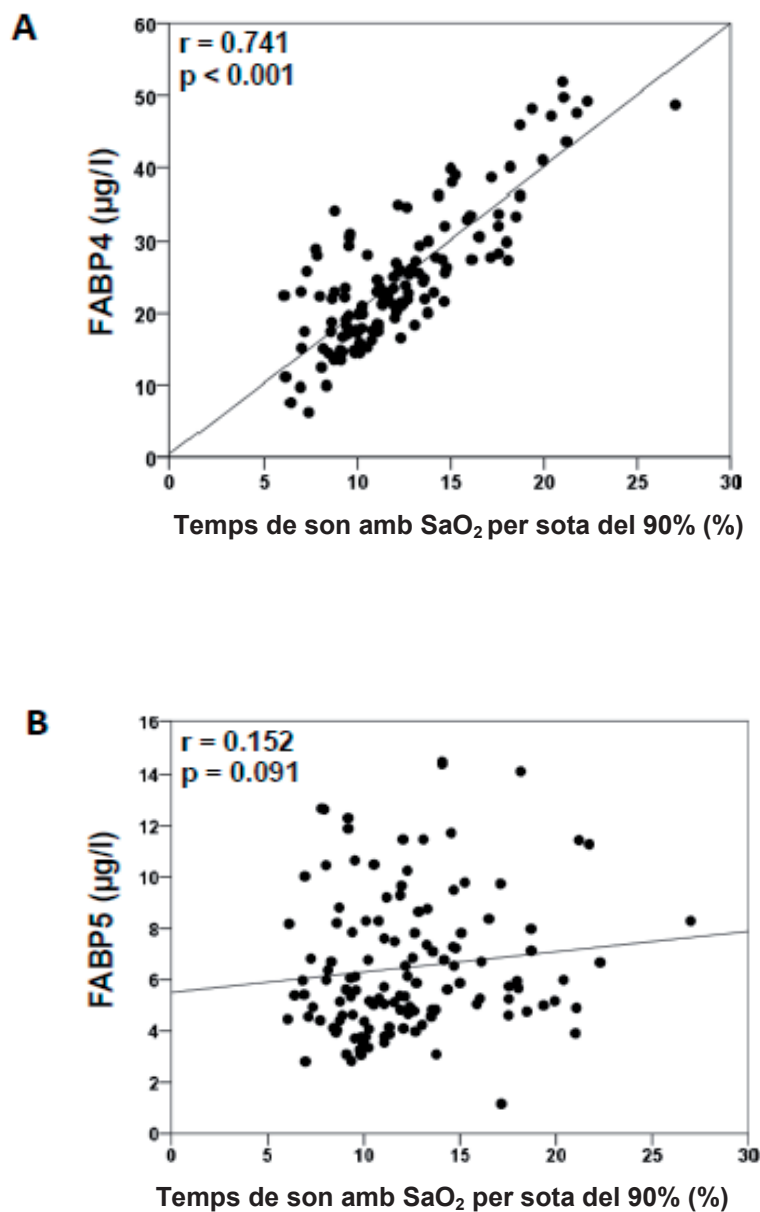 A
r = 0.741
p < 0.001
FABP4 (µg/l)
60
50
40
30
20
10
0
0 5 10 15 20 25 30
Temps de son amb SaO₂ per sota del 90% (%)
B
r = 0.152
p = 0.091
FABP5 (µg/l)
16
14
12
10
8
6
4
2
0
0 5 10 15 20 25 30
Temps de son amb SaO₂ per sota del 90% (%)